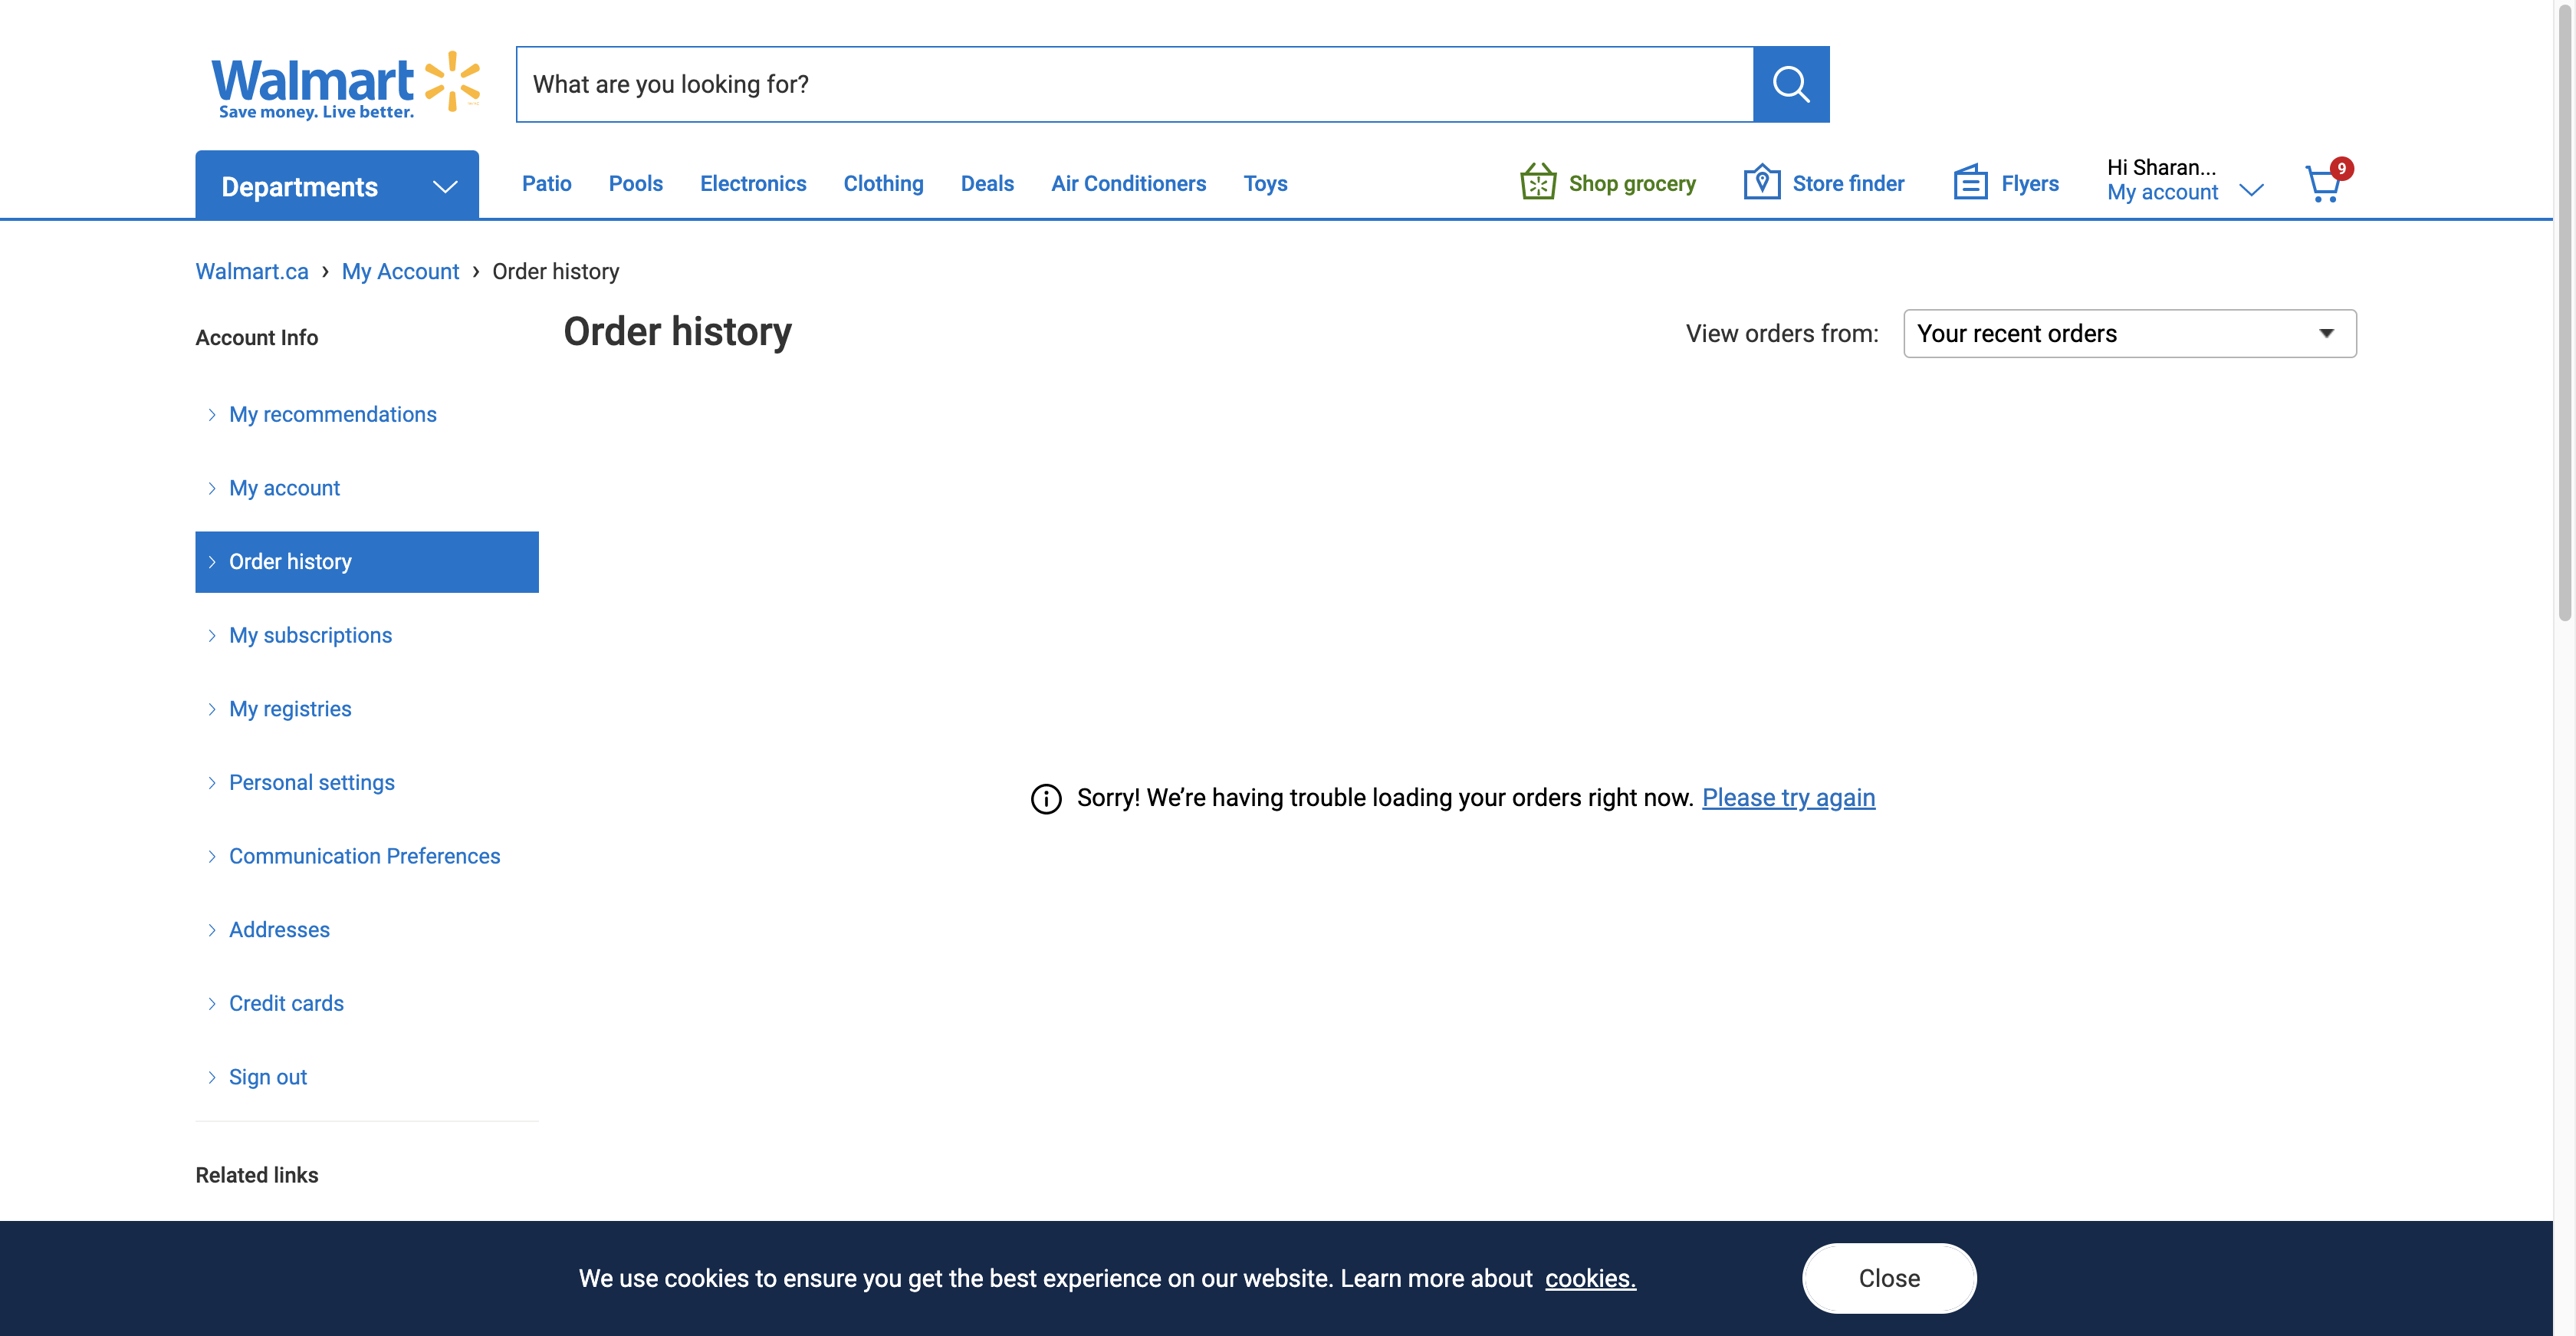 Walmart
Save money. Live better.
What are you looking for?
Departments
Patio Pools Electronics Clothing Deals Air Conditioners Toys
Shop grocery
Store finder
Flyers
Hi Sharan...
My account
9
Walmart.ca › My Account › Order history
Account Info
Order history
View orders from:
Your recent orders
My recommendations
My account
Order history
My subscriptions
My registries
Personal settings
Communication Preferences
Addresses
Credit cards
Sign out
Related links
Sorry! We’re having trouble loading your orders right now. Please try again
We use cookies to ensure you get the best experience on our website. Learn more about cookies.
Close